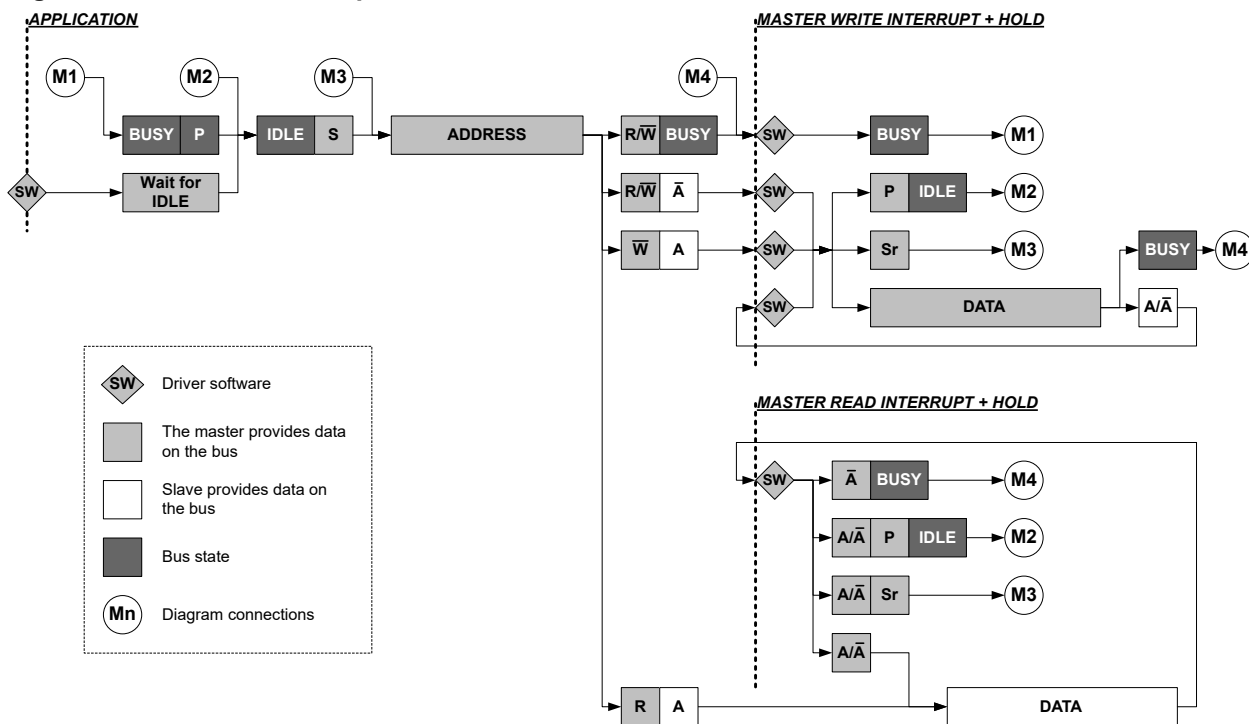 APPLICATION
MASTER WRITE INTERRUPT + HOLD
M1
M2
M3
M4
BUSY P
IDLE S
ADDRESS
R/W̅ BUSY
SW
BUSY
M1
SW
Wait for
IDLE
R/W̅ A̅
SW
P IDLE
M2
W̅ A
SW
Sr
M3
BUSY
M4
SW
DATA
A/A̅
SW
Driver software
The master provides data
on the bus
Slave provides data on
the bus
Bus state
Mn
Diagram connections
MASTER READ INTERRUPT + HOLD
SW
A̅ BUSY
M4
A/A̅ P IDLE
M2
A/A̅ Sr
M3
A/A̅
R A
DATA